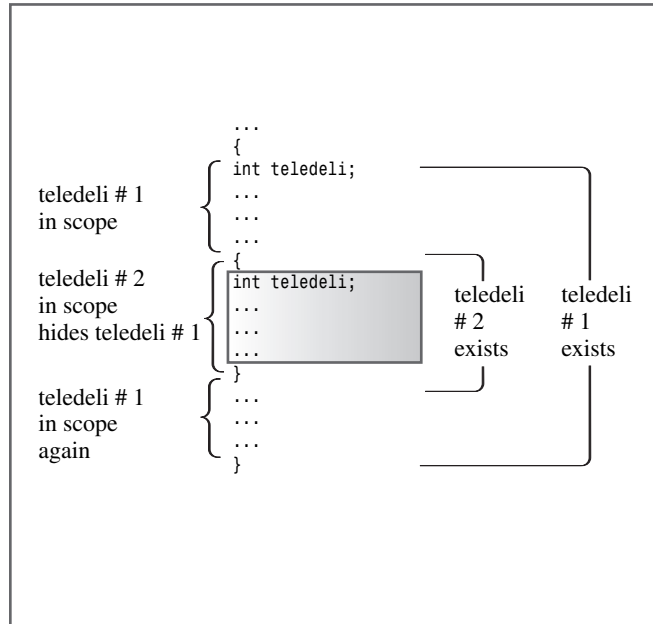 ...
{
int teledeli;
...
...
...
{
int teledeli;
...
...
...
}
...
...
...
}
teledeli # 1
in scope
teledeli # 2
in scope
hides teledeli # 1
teledeli # 1
in scope
again
teledeli
# 2
exists
teledeli
# 1
exists